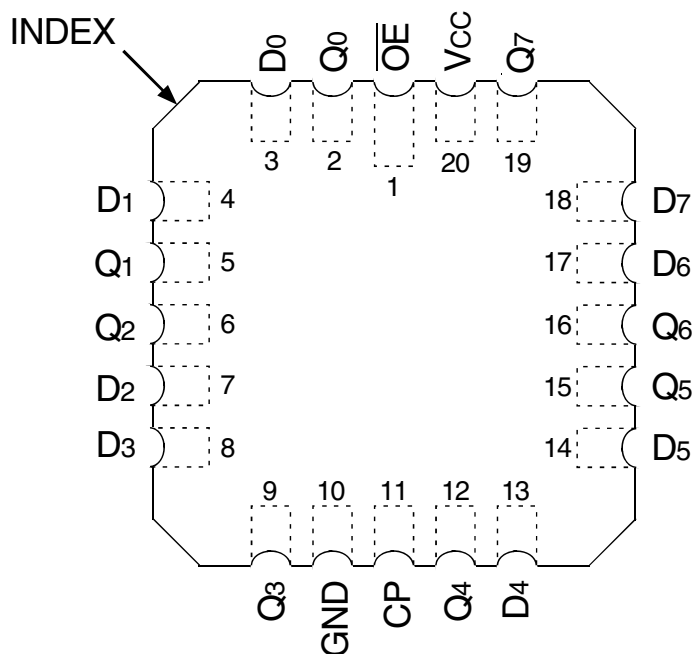 INDEX
D0 Q0 O̅E̅ VCC Q7
3 2 1 20 19
D1 4 18 D7
Q1 5 17 D6
Q2 6 16 Q6
D2 7 15 Q5
D3 8 14 D5
9 10 11 12 13
Q3 GND CP Q4 D4